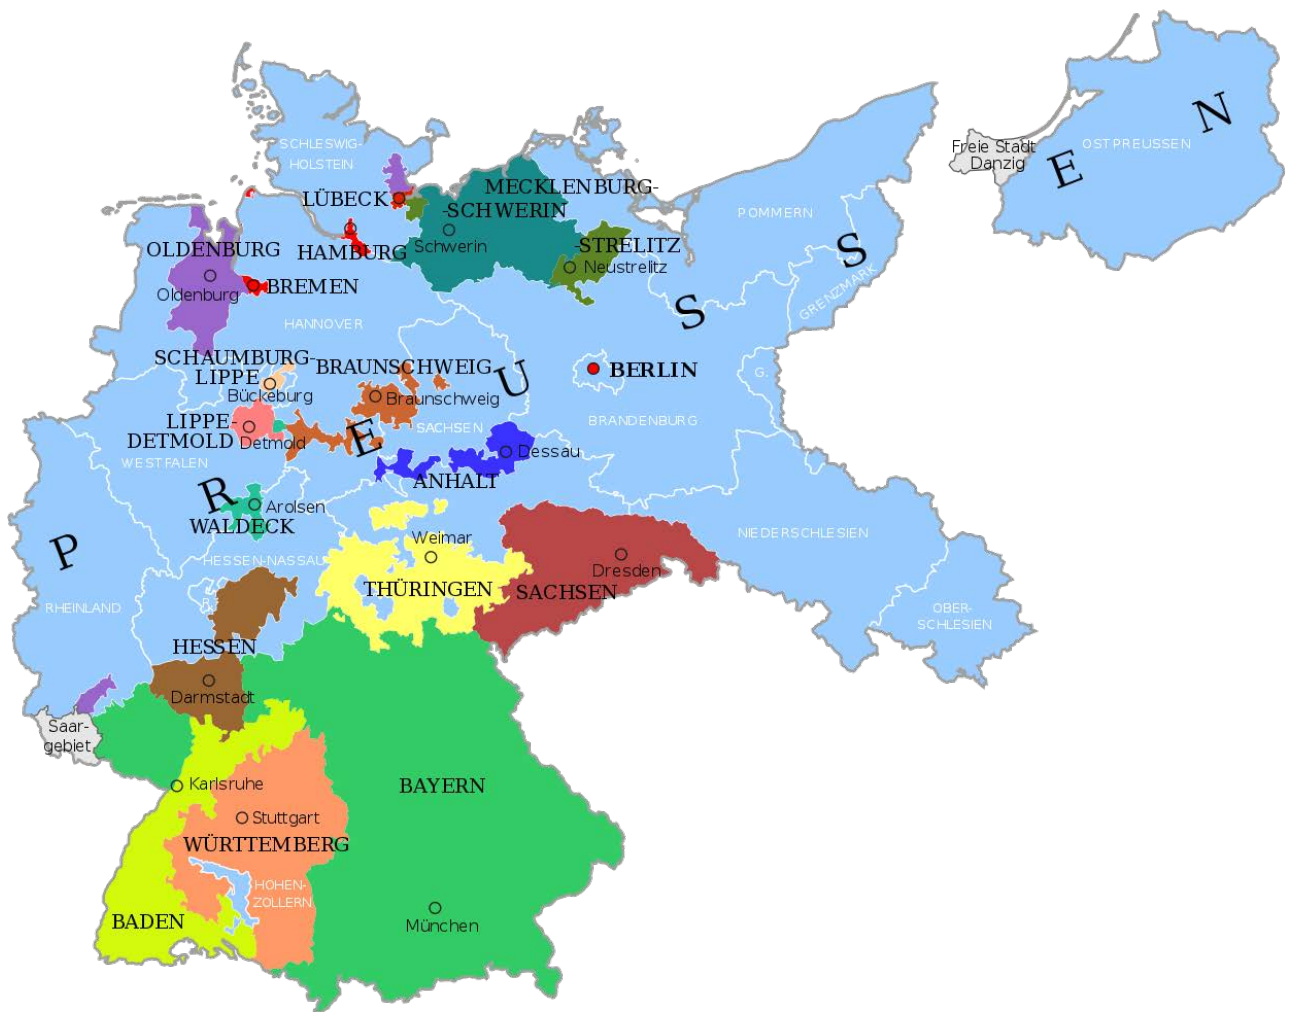 N
Freie Stadt
Danzig
OSTPREUSSEN
E
SCHLESWIG-
HOLSTEIN
MECKLENBURG-
-SCHWERIN
LÜBECK
POMMERN
Schwerin
OLDENBURG
HAMBURG
-STRELITZ
Neustrelitz
S
GRENZMARK
Oldenburg
BREMEN
HANNOVER
S
SCHAUMBURG-
LIPPE
Bückeburg
BRAUNSCHWEIG
Braunschweig
U
BERLIN
G.
LIPPE-
DETMOLD
Detmold
E
SACHSEN
BRANDENBURG
WESTFALEN
Dessau
ANHALT
R
Arolsen
WALDECK
P
Weimar
NIEDERSCHLESIEN
HESSEN-NASSAU
THÜRINGEN
Dresden
SACHSEN
RHEINLAND
R.
OBER-
SCHLESIEN
HESSEN
Darmstadt
Saar-
gebiet
Karlsruhe
BAYERN
Stuttgart
WÜRTTEMBERG
HOHEN-
ZOLLERN
BADEN
München